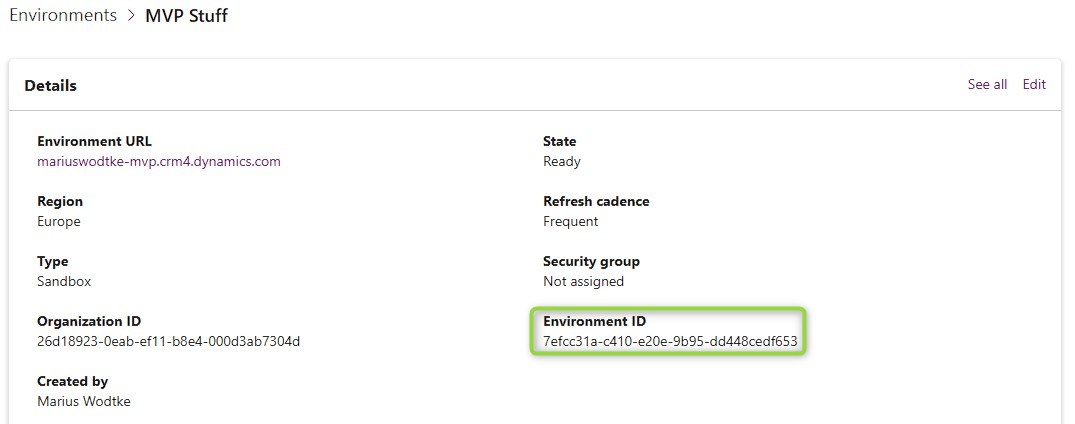 Environments > MVP Stuff
Details
See all Edit
Environment URL
mariuswodtke-mvp.crm4.dynamics.com
State
Ready
Region
Europe
Refresh cadence
Frequent
Type
Sandbox
Security group
Not assigned
Organization ID
26d18923-0eab-ef11-b8e4-000d3ab7304d
Environment ID
7efcc31a-c410-e20e-9b95-dd448cedf653
Created by
Marius Wodtke